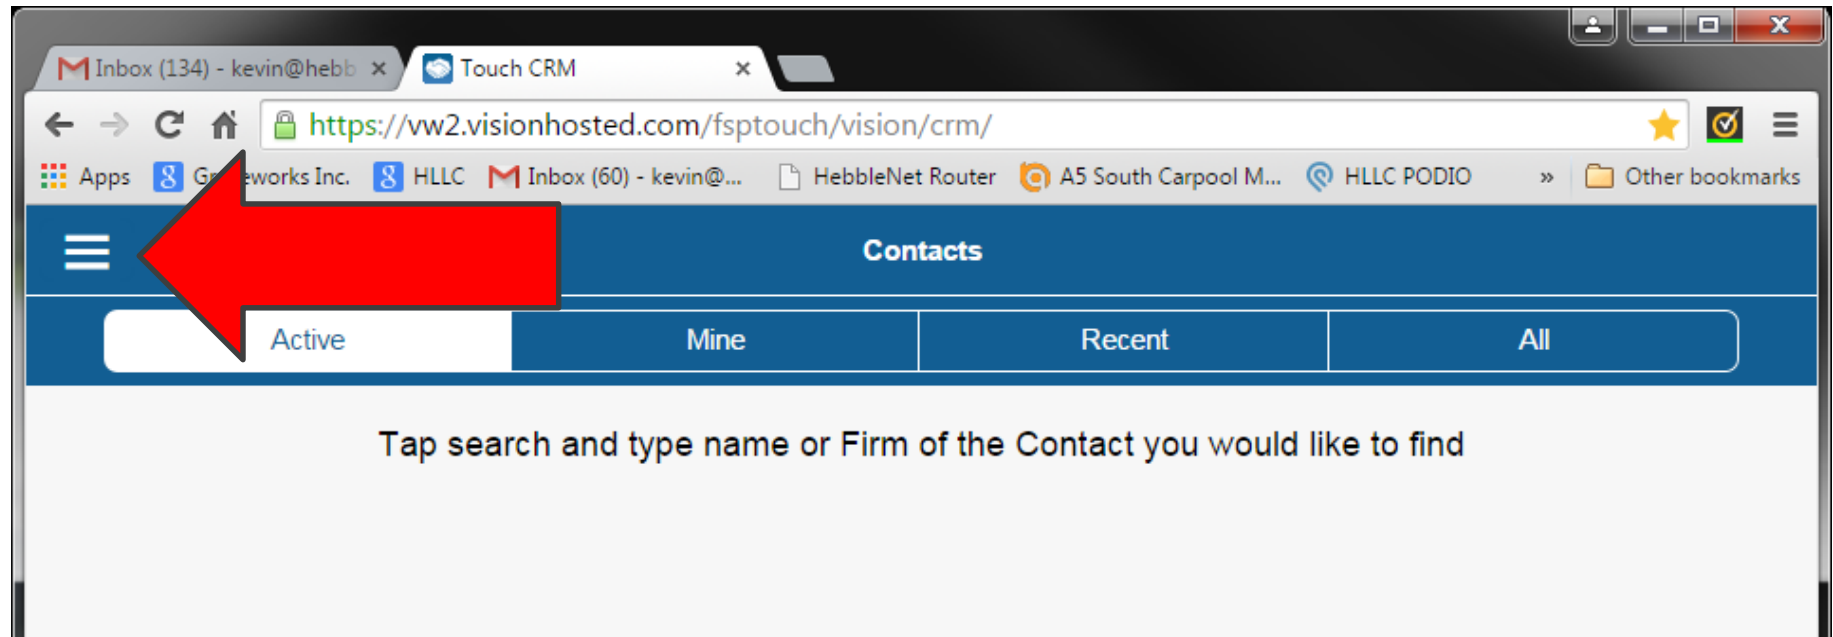 Inbox (134) - kevin@hebb
Touch CRM
https://vw2.visionhosted.com/fsptouch/vision/crm/
Apps
Inc.
HLLC
Inbox (60) - kevin@...
HebbleNet Router
A5 South Carpool M...
HLLC PODIO
»
Other bookmarks
Contacts
Active
Mine
Recent
All
Tap search and type name or Firm of the Contact you would like to find